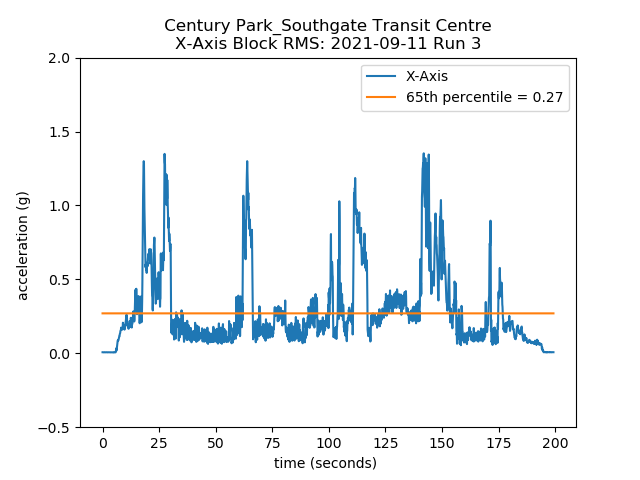 Century Park_Southgate Transit Centre
X-Axis Block RMS: 2021-09-11 Run 3
X-Axis
65th percentile = 0.27
acceleration (g)
2.0
1.5
1.0
0.5
0.0
−0.5
0 25 50 75 100 125 150 175 200
time (seconds)